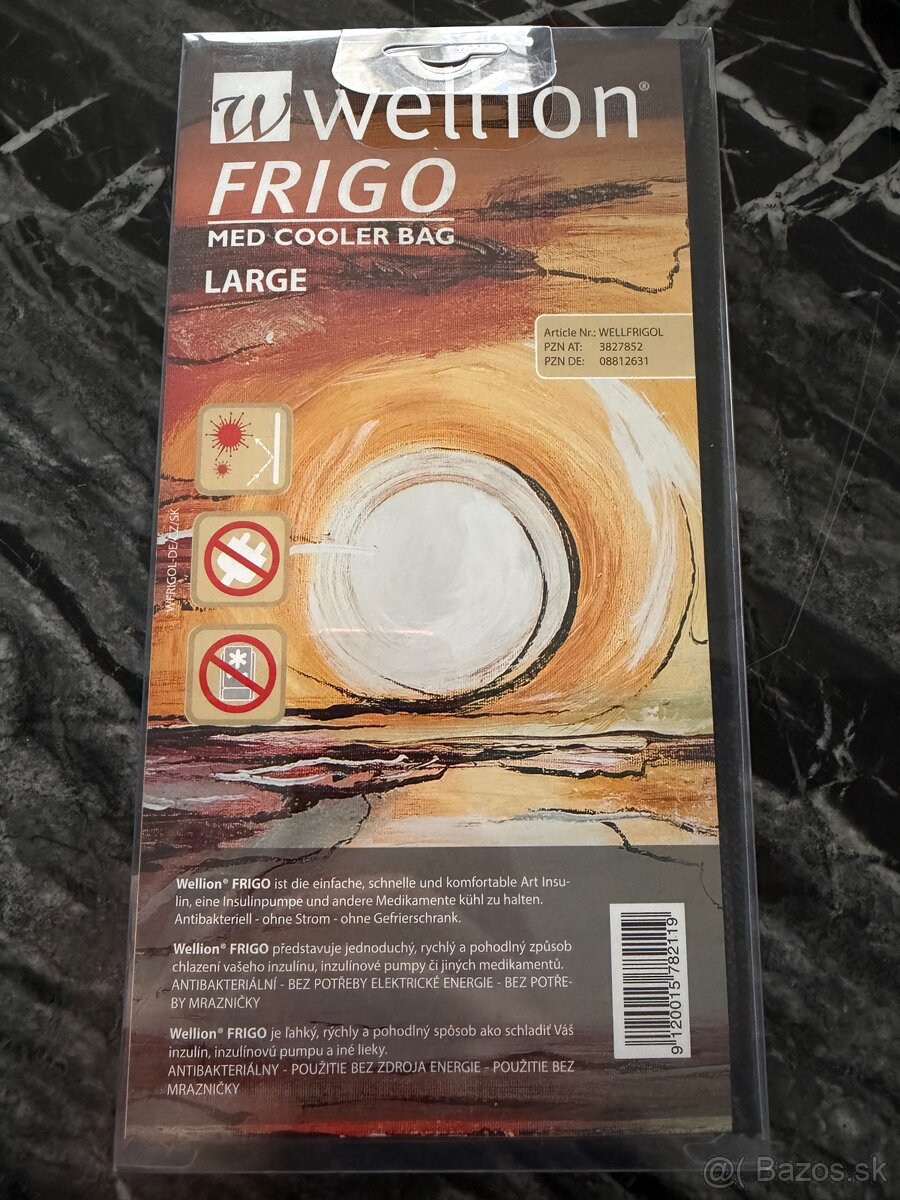 w wellion®
FRIGO
MED COOLER BAG
LARGE
Article Nr.: WELLFRIGOL
PZN AT: 3827852
PZN DE: 08812631
WFRIGOL-DE/CZ/SK
Wellion® FRIGO ist die einfache, schnelle und komfortable Art Insu-
lin, eine Insulinpumpe und andere Medikamente kühl zu halten.
Antibakteriell - ohne Strom - ohne Gefrierschrank.
Wellion® FRIGO představuje jednoduchý, rychlý a pohodlný způsob
chlazení vašeho inzulínu, inzulínové pumpy či jiných medikamentů.
ANTIBAKTERIÁLNÍ - BEZ POTŘEBY ELEKTRICKÉ ENERGIE - BEZ POTŘE-
BY MRAZNIČKY
Wellion® FRIGO je ľahký, rýchly a pohodlný spôsob ako schladiť Váš
inzulín, inzulínovú pumpu a iné lieky.
ANTIBAKTERIÁLNY - POUŽITIE BEZ ZDROJA ENERGIE - POUŽITIE BEZ
MRAZNIČKY
9 120015 782119
@( Bazos.sk